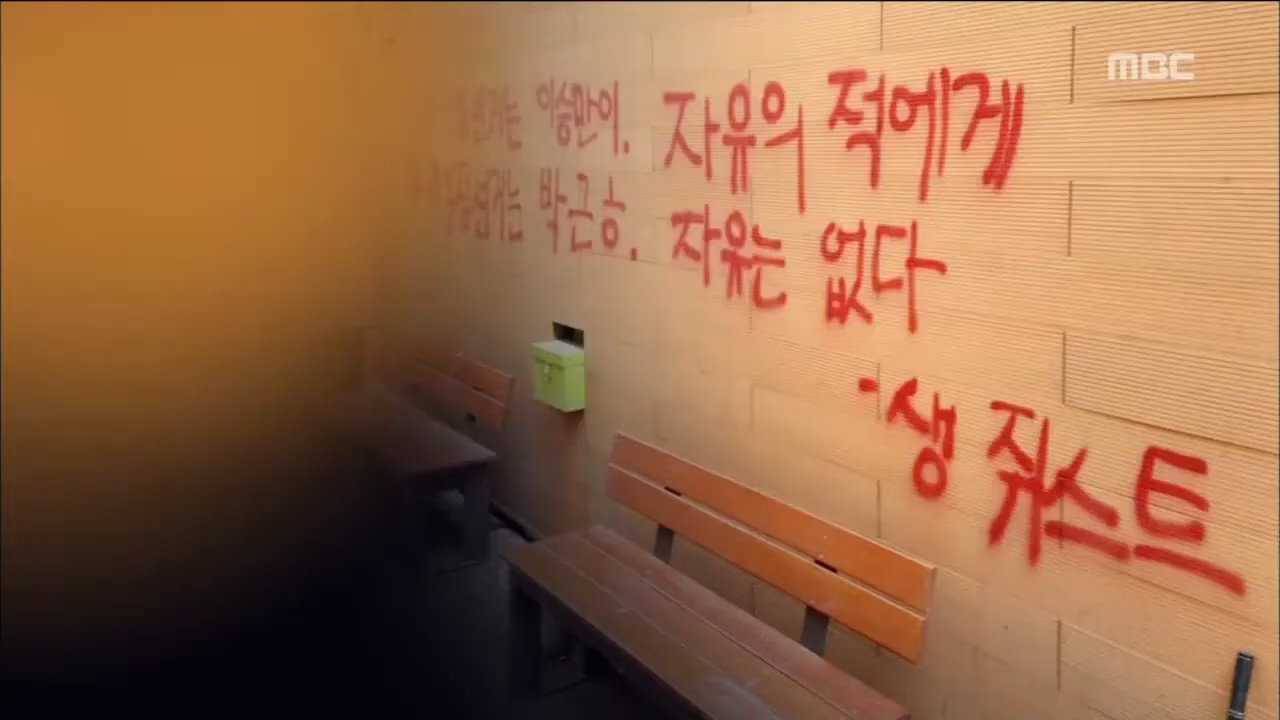 MBC
이승만이.
박근ㅎ.
자유의 적에게
자유는 없다
-생 쥐스트